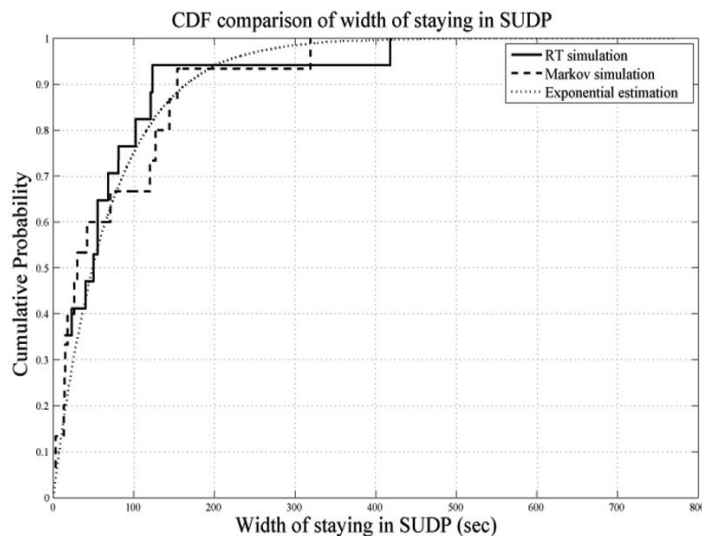 CDF comparison of width of staying in SUDP
1
0.9
0.8
0.7
0.6
0.5
0.4
0.3
0.2
0.1
0
Cumulative Probability
RT simulation
Markov simulation
Exponential estimation
0 100 200 300 400 500 600 700 800
Width of staying in SUDP (sec)